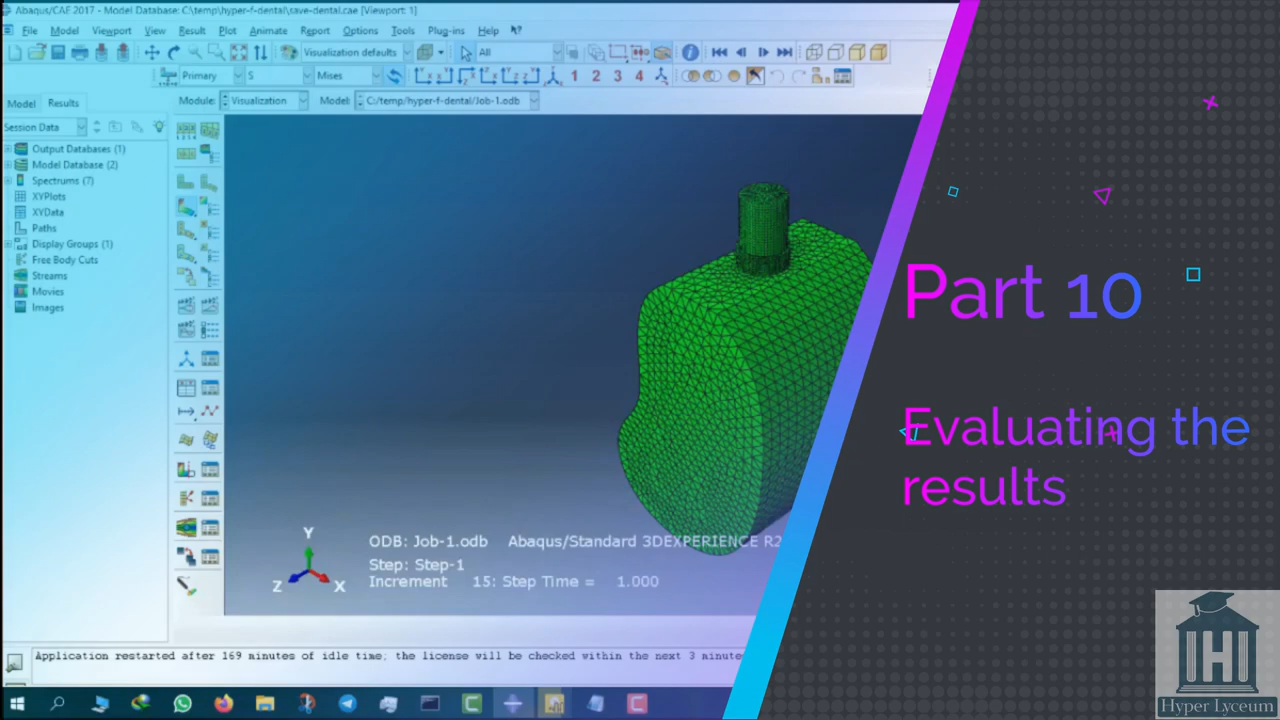 Abaqus/CAE 2017 - Model Database: C:\temp\hyper-f-dental\save-dental.cae [Viewport: 1]
File Model Viewport View Result Plot Animate Report Options Tools Plug-ins Help
Visualization defaults All
Primary S Mises 1 2 3 4
Model Results Module: Visualization Model: C:/temp/hyper-f-dental/Job-1.odb
Session Data
Output Databases (1)
Model Database (2)
Spectrums (7)
XYPlots
XYData
Paths
Display Groups (1)
Free Body Cuts
Streams
Movies
Images
Part 10
Evaluating the
results
Y
Z X
ODB: Job-1.odb Abaqus/Standard 3DEXPERIENCE R2
Step: Step-1
Increment 15: Step Time = 1.000
Application restarted after 169 minutes of idle time; the license will be checked within the next 3 minute
H
Hyper Lyceum